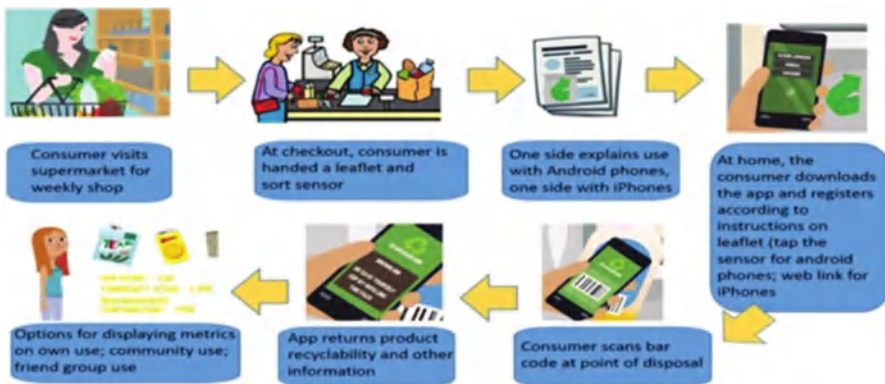 Consumer visits
supermarket for
weekly shop
At checkout, consumer is
handed a leaflet and
sort sensor
One side explains use
with Android phones,
one side with iPhones
At home, the
consumer downloads
the app and registers
according to
instructions on
leaflet (tap the
sensor for android
phones; web link for
iPhones
Consumer scans bar
code at point of disposal
App returns product
recyclability and other
information
Options for displaying metrics
on own use; community use;
friend group use